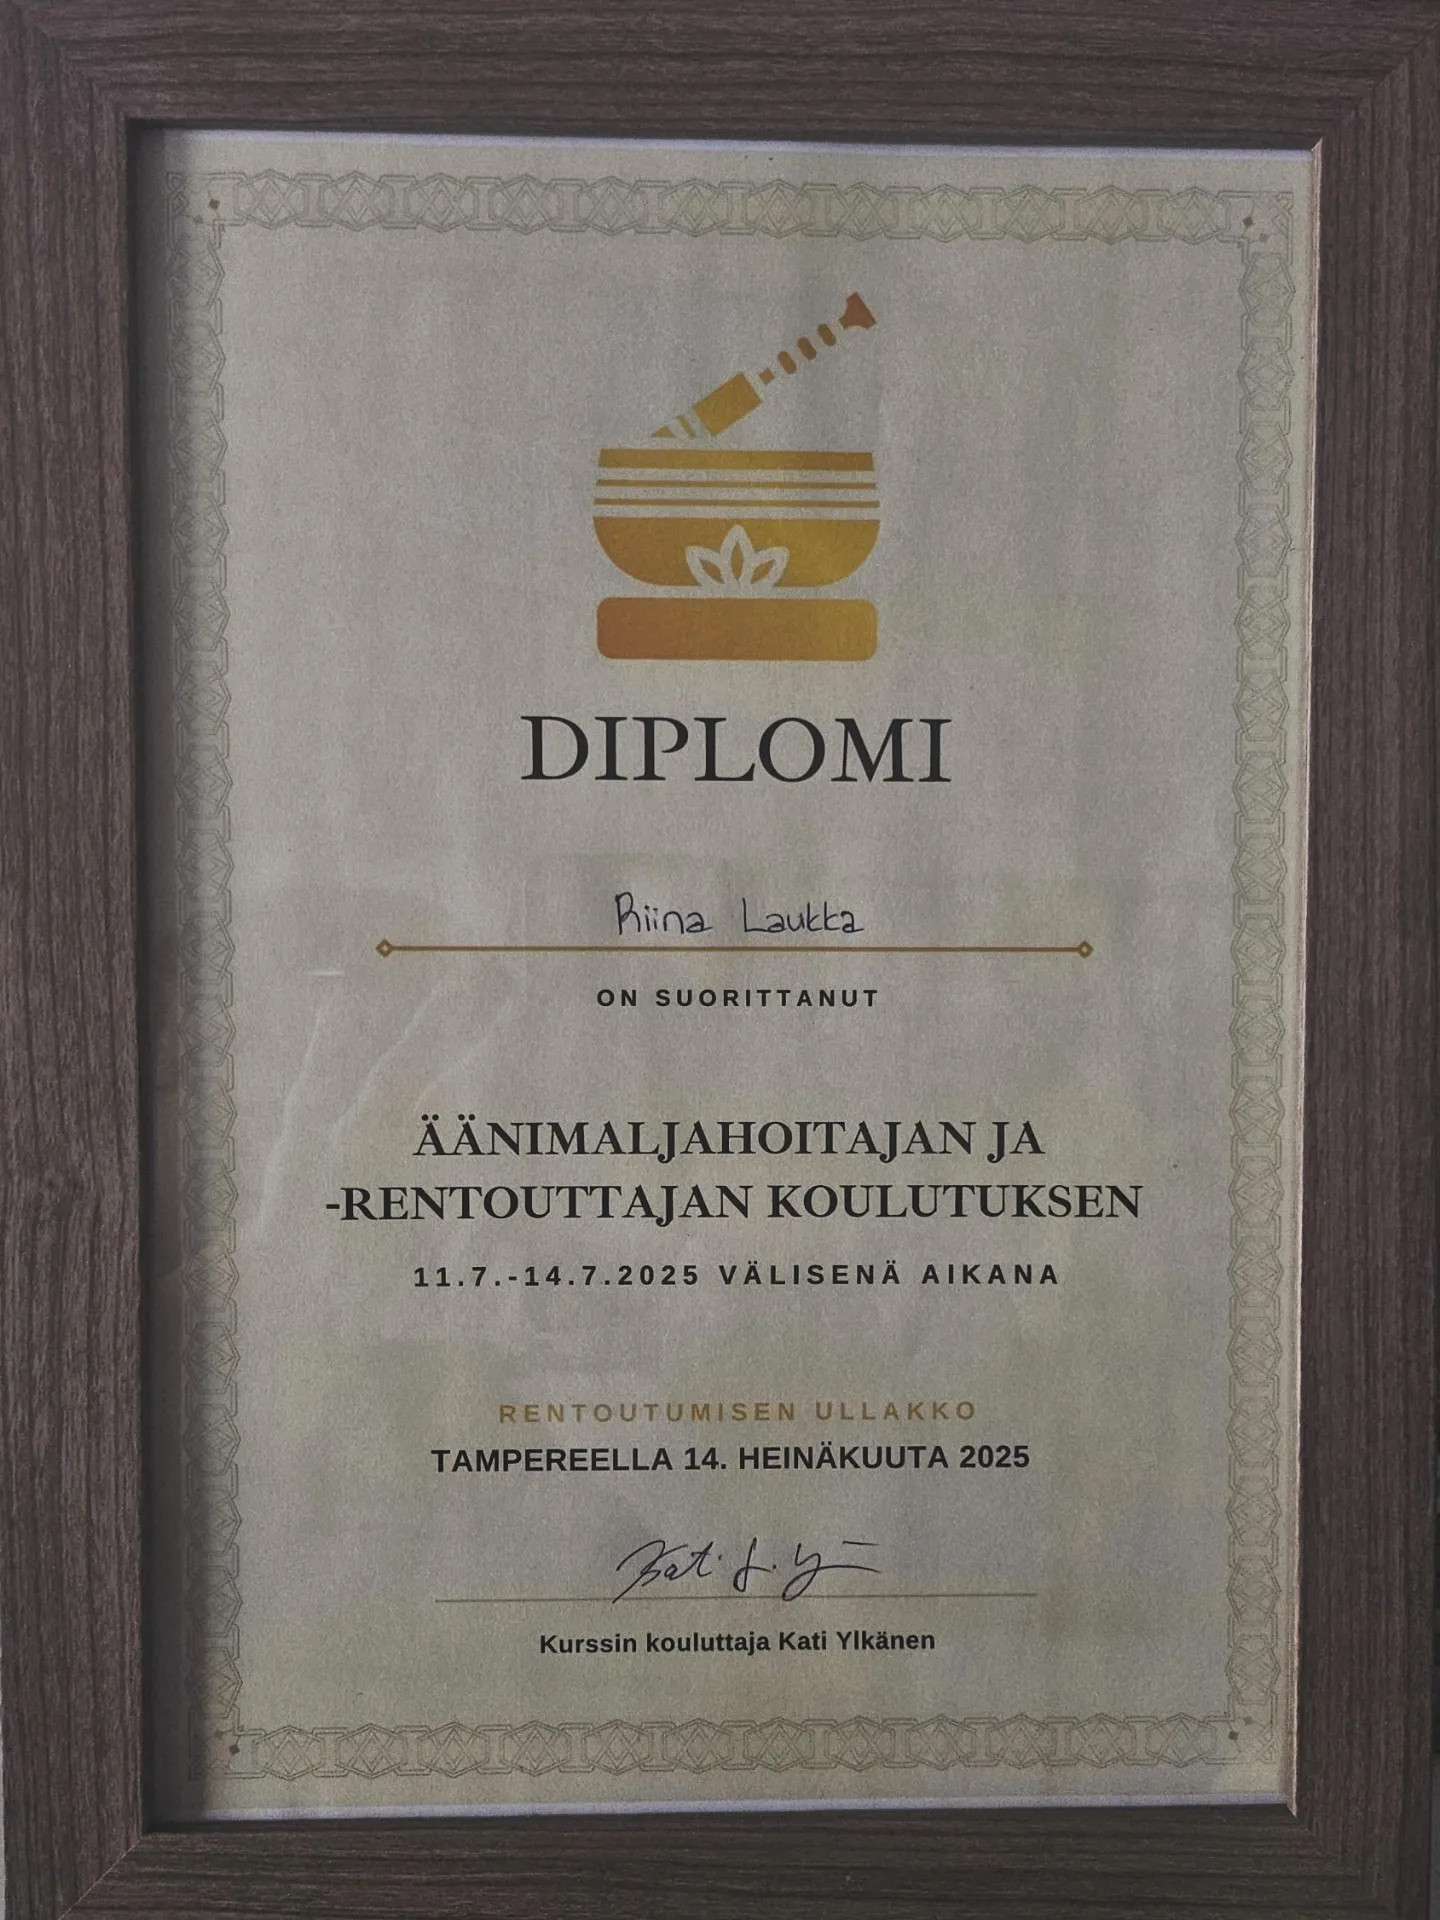 DIPLOMI
Riina Laukka
ON SUORITTANUT
ÄÄNIMALJAHOITAJAN JA
-RENTOUTTAJAN KOULUTUKSEN
11.7.-14.7.2025 VÄLISENÄ AIKANA
RENTOUTUMISEN ULLAKKO
TAMPEREELLA 14. HEINÄKUUTA 2025
Kurssin kouluttaja Kati Ylkänen